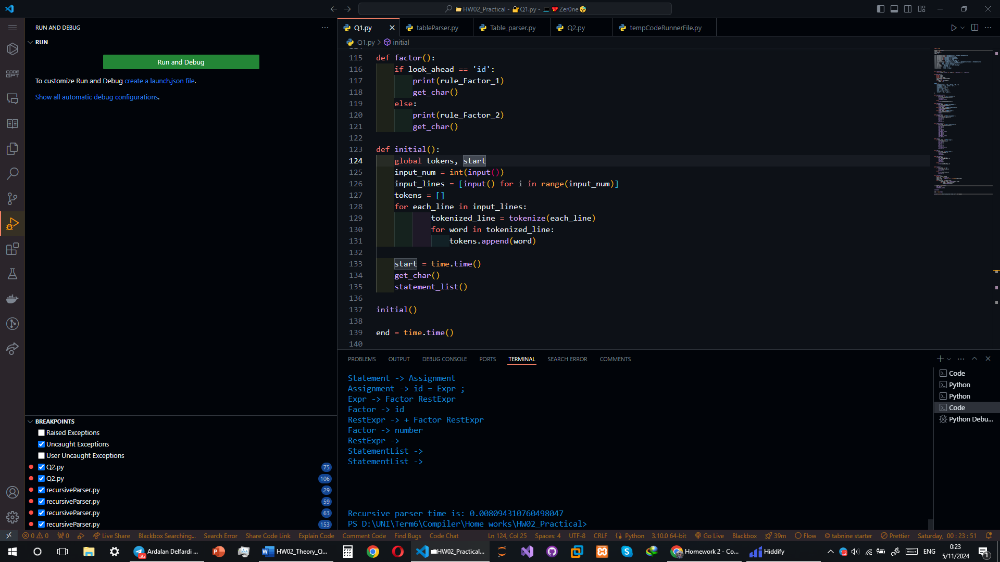 HW02_Practical - Q1.py - Zer0ne
RUN AND DEBUG
RUN
Run and Debug
To customize Run and Debug create a launch.json file.
Show all automatic debug configurations.
BREAKPOINTS
Raised Exceptions
Uncaught Exceptions
User Uncaught Exceptions
Q2.py 75
Q2.py 106
recursiveParser.py 29
recursiveParser.py 59
recursiveParser.py 63
recursiveParser.py 153
CODE GPT
Q1.py tableParser.py Table_parser.py Q2.py tempCodeRunnerFile.py
Q1.py > initial
115 def factor():
116 if look_ahead == 'id':
117 print(rule_Factor_1)
118 get_char()
119 else:
120 print(rule_Factor_2)
121 get_char()
122
123 def initial():
124 global tokens, start
125 input_num = int(input())
126 input_lines = [input() for i in range(input_num)]
127 tokens = []
128 for each_line in input_lines:
129 tokenized_line = tokenize(each_line)
130 for word in tokenized_line:
131 tokens.append(word)
132
133 start = time.time()
134 get_char()
135 statement_list()
136
137 initial()
138
139 end = time.time()
140
PROBLEMS OUTPUT DEBUG CONSOLE PORTS TERMINAL SEARCH ERROR COMMENTS
Statement -> Assignment
Assignment -> id = Expr ;
Expr -> Factor RestExpr
Factor -> id
RestExpr -> + Factor RestExpr
Factor -> number
RestExpr ->
StatementList ->
StatementList ->
Recursive parser time is: 0.008094310760498047
PS D:\UNI\Term6\Compiler\Home works\HW02_Practical>
Code
Python
Python
Code
Python Debu...
0 0 0 Live Share Blackbox Searching... Search Error Share Code Link Explain Code Comment Code Find Bugs Code Chat Ln 124, Col 25 Spaces: 4 UTF-8 CRLF Python 3.10.0 64-bit Go Live Blackbox 39m Flow tabnine starter Prettier Saturday, 00 : 23 : 51
92 Ardalan Delfardi ... HW02_Theory_Q... HW02_Practical... Homework 2 - Co... Hiddify ENG 0:23
5/11/2024 1